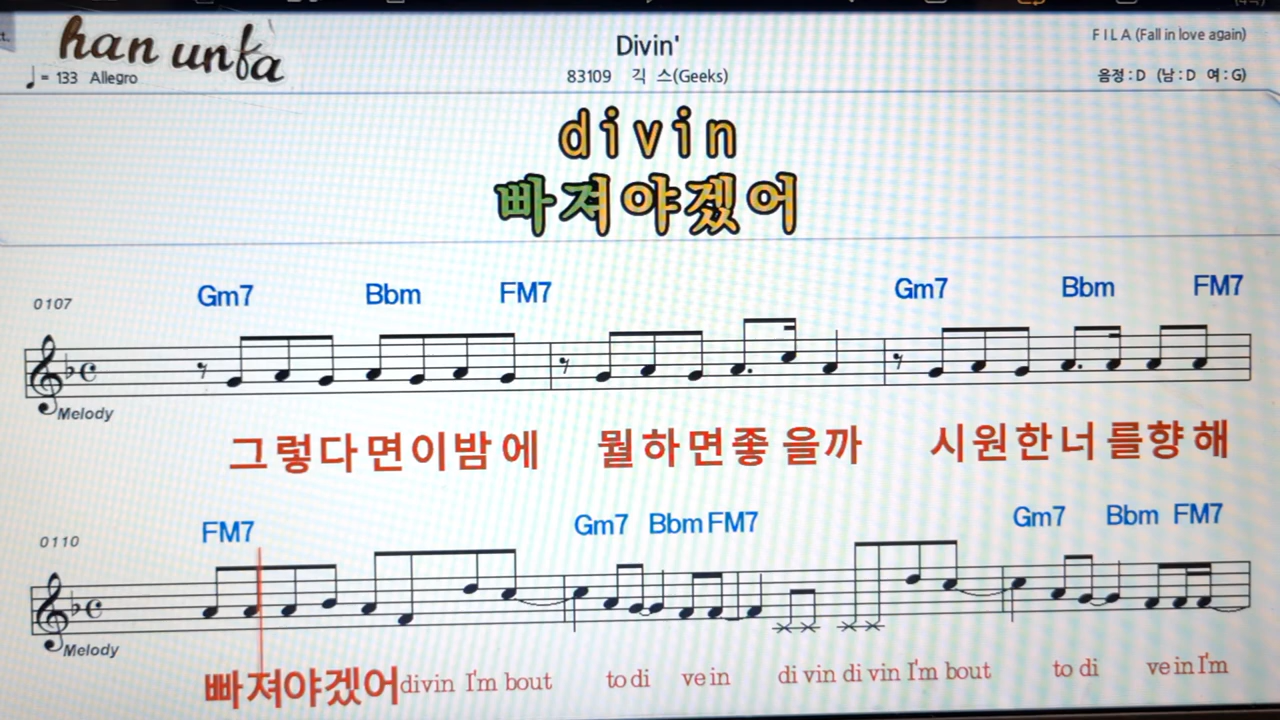 han unfa
Divin'
F I L A (Fall in love again)
♩ = 133 Allegro
83109 긱 스(Geeks)
음정 : D (남 : D 여 : G)
divin
빠져야겠어
0107 Gm7 Bbm FM7 Gm7 Bbm FM7
Melody
그렇다면이밤에 뭘하면좋을까 시원한너를향해
0110 FM7 Gm7 Bbm FM7 Gm7 Bbm FM7
Melody
빠져야겠어divin I'm bout to di ve in di vin di vin I'm bout to di ve in I'm